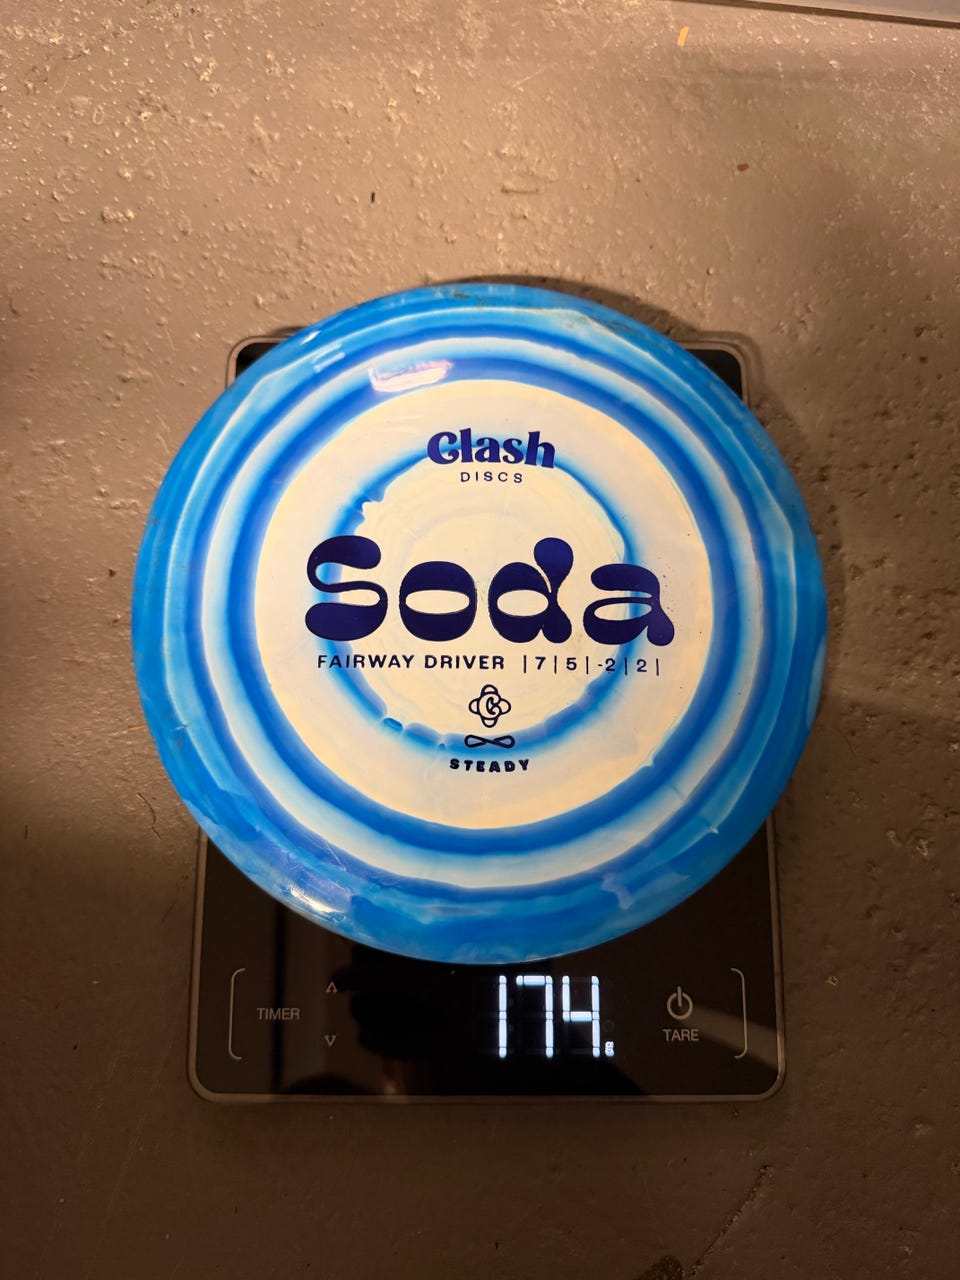 Clash
DISCS
Soda
FAIRWAY DRIVER |7|5|-2|2|
STEADY
TIMER
174g
TARE